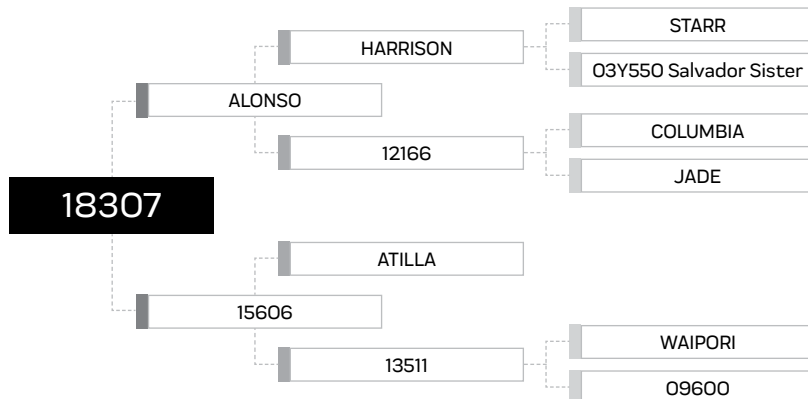 STARR
HARRISON
03Y550 Salvador Sister
ALONSO
COLUMBIA
12166
JADE
18307
ATILLA
15606
WAIPORI
13511
09600